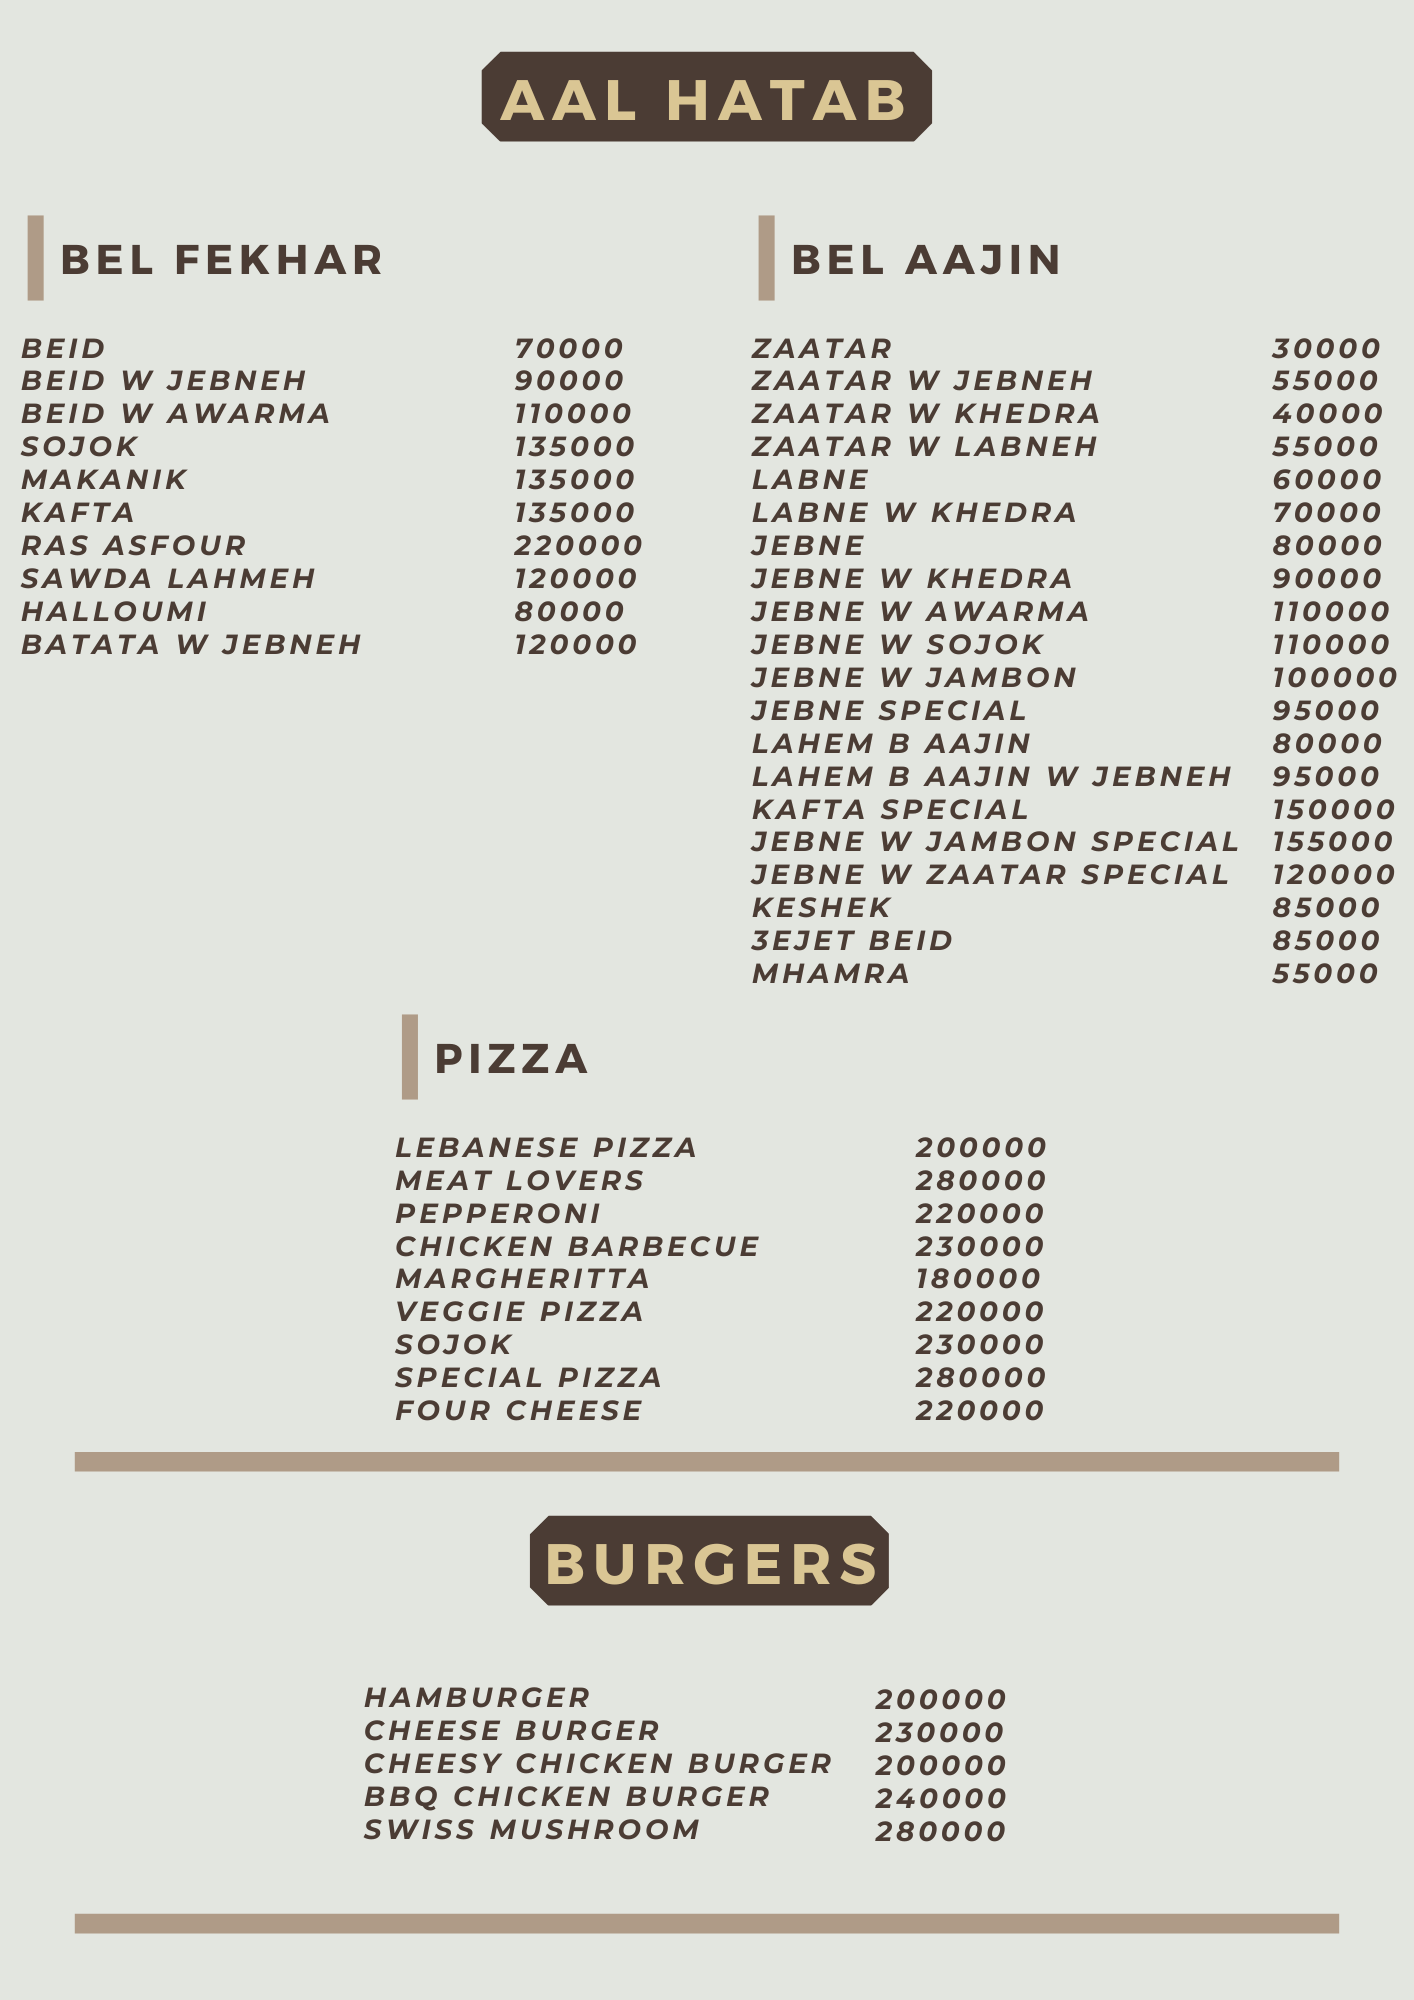 AAL HATAB
BEL FEKHAR
BEID 70000
BEID W JEBNEH 90000
BEID W AWARMA 110000
SOJOK 135000
MAKANIK 135000
KAFTA 135000
RAS ASFOUR 220000
SAWDA LAHMEH 120000
HALLOUMI 80000
BATATA W JEBNEH 120000
BEL AAJIN
ZAATAR 30000
ZAATAR W JEBNEH 55000
ZAATAR W KHEDRA 40000
ZAATAR W LABNEH 55000
LABNE 60000
LABNE W KHEDRA 70000
JEBNE 80000
JEBNE W KHEDRA 90000
JEBNE W AWARMA 110000
JEBNE W SOJOK 110000
JEBNE W JAMBON 100000
JEBNE SPECIAL 95000
LAHEM B AAJIN 80000
LAHEM B AAJIN W JEBNEH 95000
KAFTA SPECIAL 150000
JEBNE W JAMBON SPECIAL 155000
JEBNE W ZAATAR SPECIAL 120000
KESHEK 85000
3EJET BEID 85000
MHAMRA 55000
PIZZA
LEBANESE PIZZA 200000
MEAT LOVERS 280000
PEPPERONI 220000
CHICKEN BARBECUE 230000
MARGHERITTA 180000
VEGGIE PIZZA 220000
SOJOK 230000
SPECIAL PIZZA 280000
FOUR CHEESE 220000
BURGERS
HAMBURGER 200000
CHEESE BURGER 230000
CHEESY CHICKEN BURGER 200000
BBQ CHICKEN BURGER 240000
SWISS MUSHROOM 280000